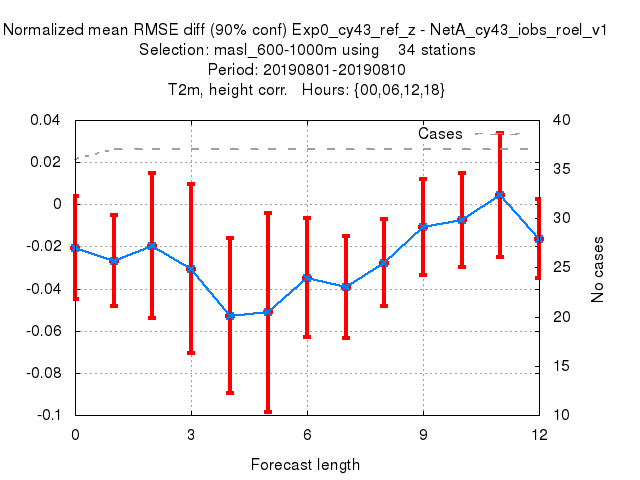 Normalized mean RMSE diff (90% conf) Exp0_cy43_ref_z - NetA_cy43_iobs_roel_v1
Selection: masl_600-1000m using 34 stations
Period: 20190801-20190810
T2m, height corr. Hours: {00,06,12,18}
Cases
0.04
0.02
0
-0.02
-0.04
-0.06
-0.08
-0.1
40
35
30
25
20
15
10
No cases
0 3 6 9 12
Forecast length